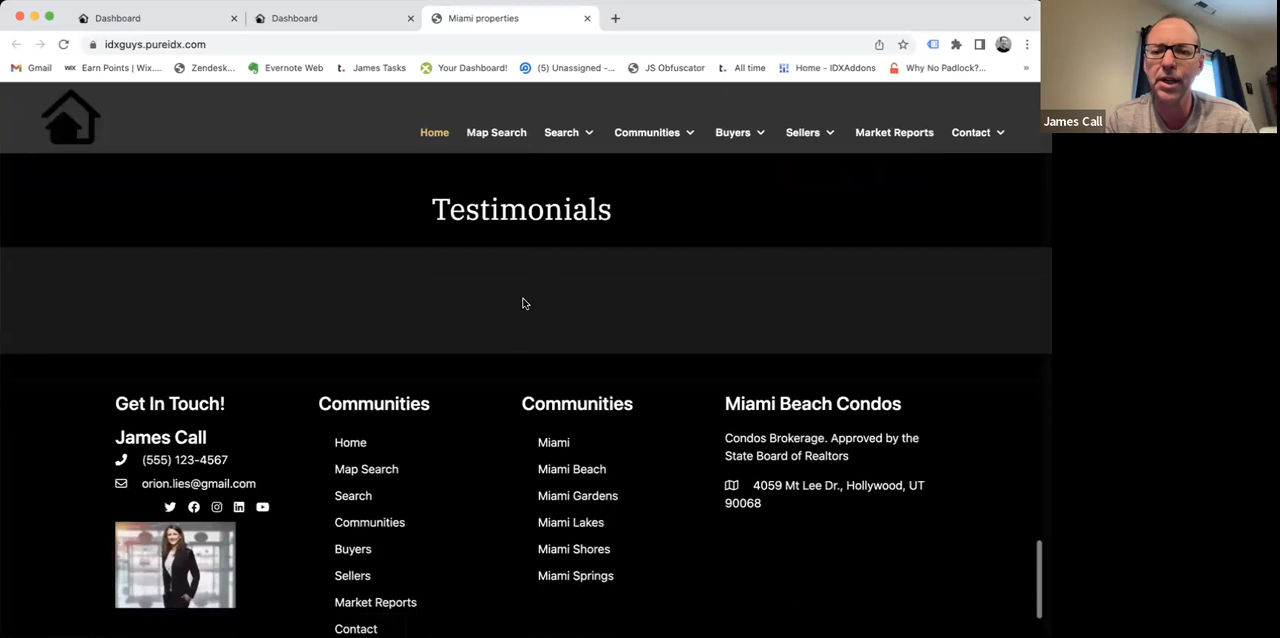 Dashboard
Dashboard
Miami properties
idxguys.pureidx.com
Gmail
WIX Earn Points | Wix....
Zendesk...
Evernote Web
t. James Tasks
Your Dashboard!
(5) Unassigned -...
JS Obfuscator
t. All time
Home - IDXAddons
Why No Padlock?...
»
James Call
Home
Map Search
Search
Communities
Buyers
Sellers
Market Reports
Contact
Testimonials
Get In Touch!
James Call
(555) 123-4567
orion.lies@gmail.com
Communities
Home
Map Search
Search
Communities
Buyers
Sellers
Market Reports
Contact
Communities
Miami
Miami Beach
Miami Gardens
Miami Lakes
Miami Shores
Miami Springs
Miami Beach Condos
Condos Brokerage. Approved by the
State Board of Realtors
4059 Mt Lee Dr., Hollywood, UT
90068